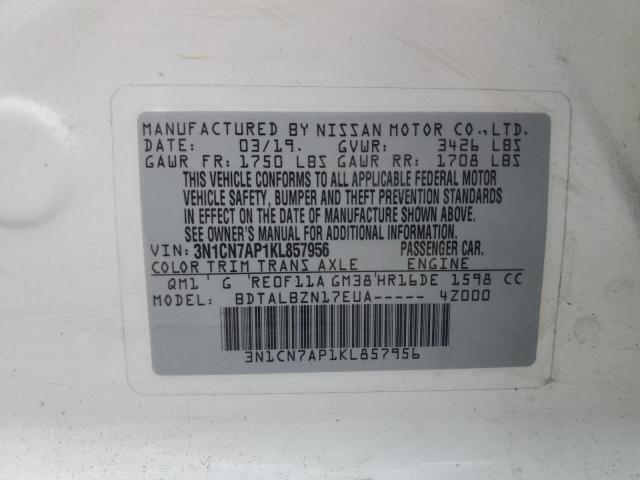 MANUFACTURED BY NISSAN MOTOR CO.,LTD.
DATE: 03/19. GVWR: 3426 LBS
GAWR FR: 1750 LBS GAWR RR: 1708 LBS
THIS VEHICLE CONFORMS TO ALL APPLICABLE FEDERAL MOTOR
VEHICLE SAFETY, BUMPER AND THEFT PREVENTION STANDARDS
IN EFFECT ON THE DATE OF MANUFACTURE SHOWN ABOVE.
SEE OWNER'S MANUAL FOR ADDITIONAL INFORMATION.
VIN: 3N1CN7AP1KL857956 PASSENGER CAR.
COLOR TRIM TRANS AXLE ENGINE
QM1 ' G 'RE0F11A GM38'HR16DE 1598 CC
MODEL: BDTALBZN17EUA----- 4Z000
3N1CN7AP1KL857956